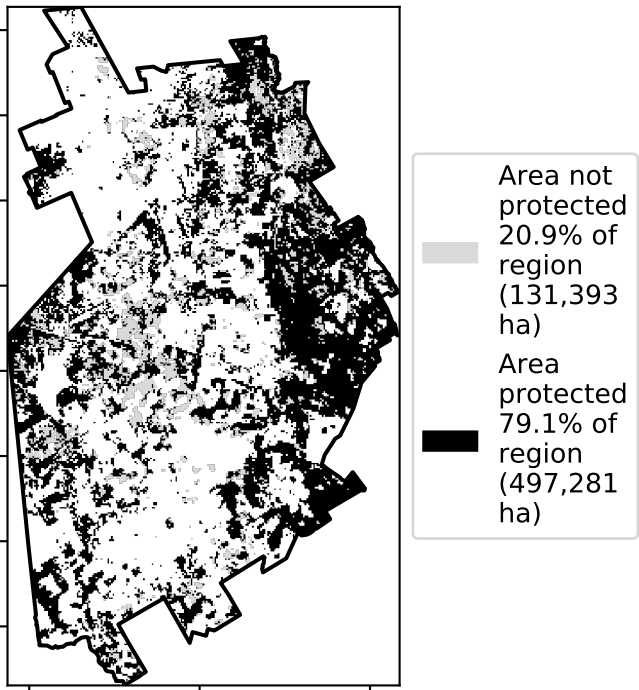 Area not
protected
20.9% of
region
(131,393
ha)
Area
protected
79.1% of
region
(497,281
ha)